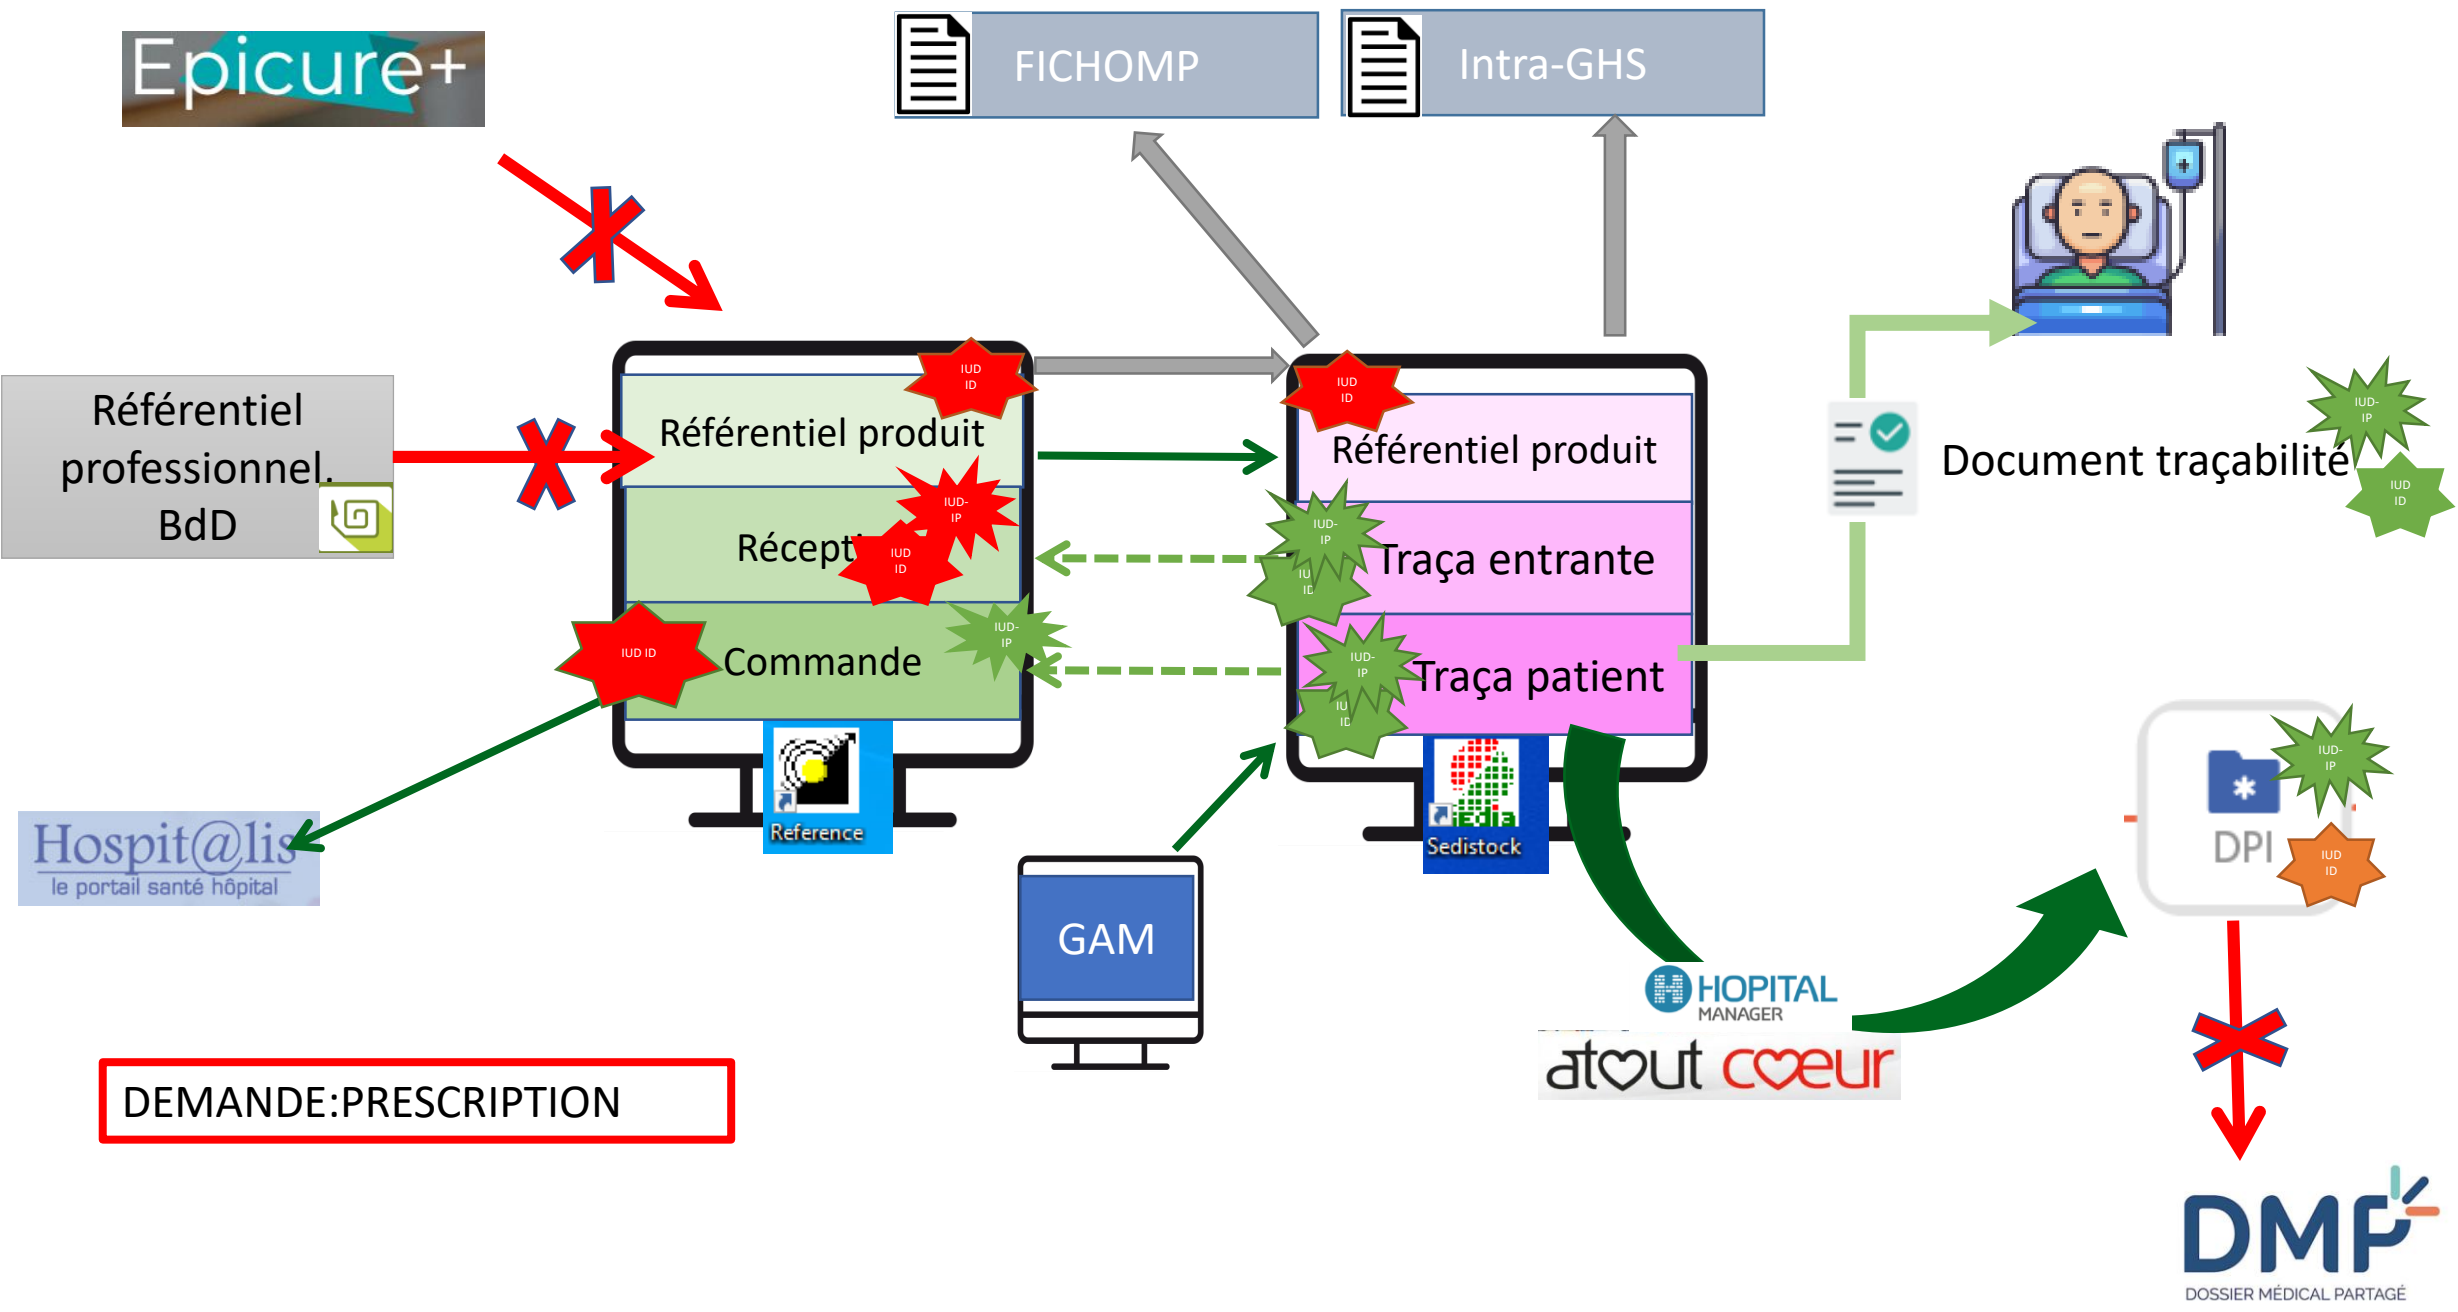 Epicure+
FICHOMP
Intra-GHS
Référentiel
professionnel,
BdD
IUD
ID
Référentiel produit
IUD-
IP
IUD
ID
IUD ID
IUD-
IP
Commande
Reference
IUD
ID
Référentiel produit
IUD-
IP
Traça entrante
IUD-
IP
Traça patient
Sedistock
Document traçabilité
IUD-
IP
IUD
ID
Hospit@lis
le portail santé hôpital
GAM
DPI
IUD-
IP
IUD
ID
HOPITAL
MANAGER
atout coeur
DEMANDE:PRESCRIPTION
DMP
DOSSIER MÉDICAL PARTAGÉ